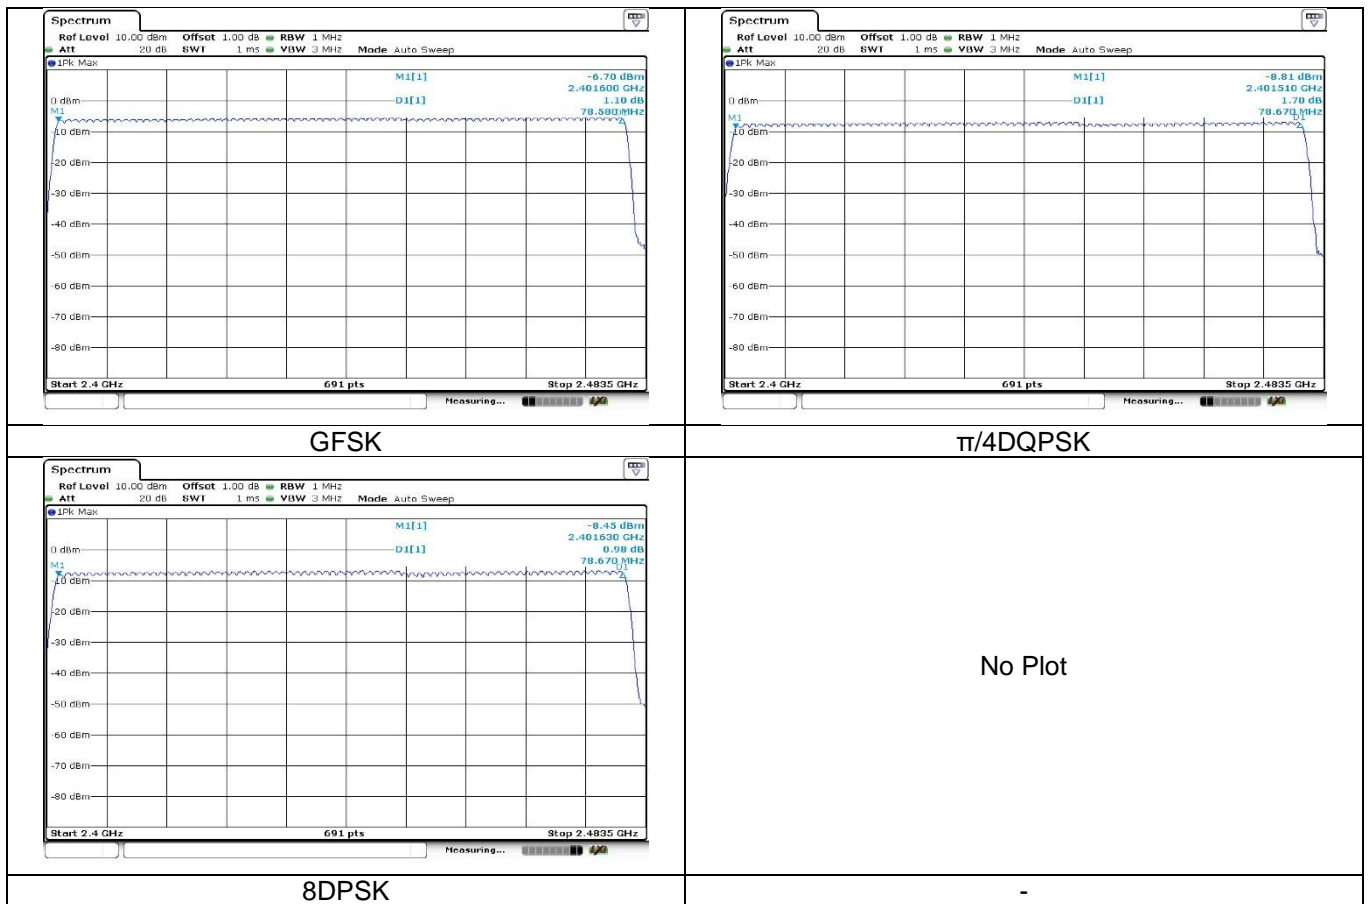 Spectrum
Ref Level 10.00 dBm Offset 1.00 dB RBW 1 MHz
Att 20 dB SWT 1 ms VBW 3 MHz Mode Auto Sweep
1Pk Max
M1[1] -6.70 dBm
2.401600 GHz
0 dBm D1[1] 1.10 dB
M1 78.580 MHz
-10 dBm
-20 dBm
-30 dBm
-40 dBm
-50 dBm
-60 dBm
-70 dBm
-80 dBm
Start 2.4 GHz 691 pts Stop 2.4835 GHz
Measuring...
GFSK
Spectrum
Ref Level 10.00 dBm Offset 1.00 dB RBW 1 MHz
Att 20 dB SWT 1 ms VBW 3 MHz Mode Auto Sweep
1Pk Max
M1[1] -8.81 dBm
2.401510 GHz
0 dBm D1[1] 1.70 dB
M1 78.670 MHz
D1
-10 dBm
-20 dBm
-30 dBm
-40 dBm
-50 dBm
-60 dBm
-70 dBm
-80 dBm
Start 2.4 GHz 691 pts Stop 2.4835 GHz
Measuring...
π/4DQPSK
Spectrum
Ref Level 10.00 dBm Offset 1.00 dB RBW 1 MHz
Att 20 dB SWT 1 ms VBW 3 MHz Mode Auto Sweep
1Pk Max
M1[1] -8.45 dBm
2.401630 GHz
0 dBm D1[1] 0.98 dB
M1 78.670 MHz
D1
-10 dBm
-20 dBm
-30 dBm
-40 dBm
-50 dBm
-60 dBm
-70 dBm
-80 dBm
Start 2.4 GHz 691 pts Stop 2.4835 GHz
Measuring...
8DPSK
No Plot
-